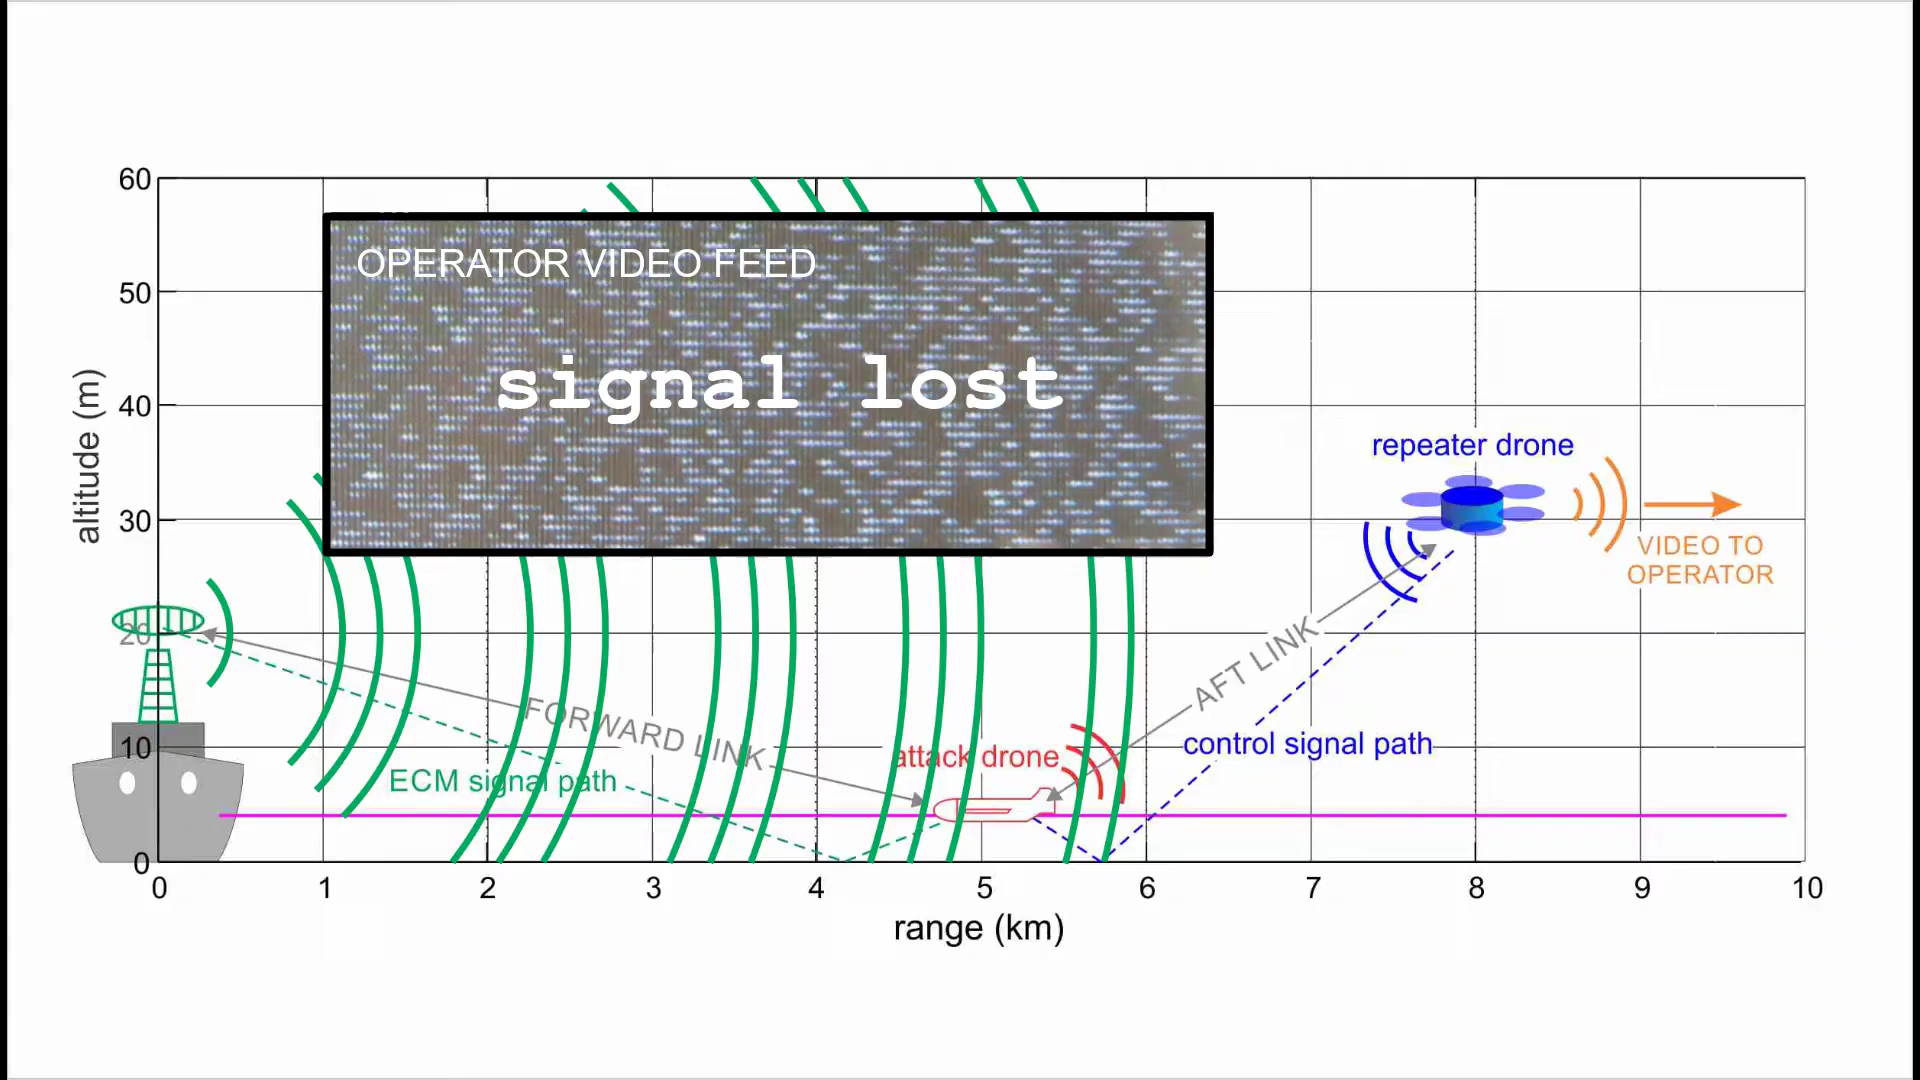 60
50
40
30
20
10
0
altitude (m)
OPERATOR VIDEO FEED
signal lost
repeater drone
VIDEO TO
OPERATOR
AFT LINK
FORWARD LINK
attack drone
control signal path
ECM signal path
0 1 2 3 4 5 6 7 8 9 10
range (km)